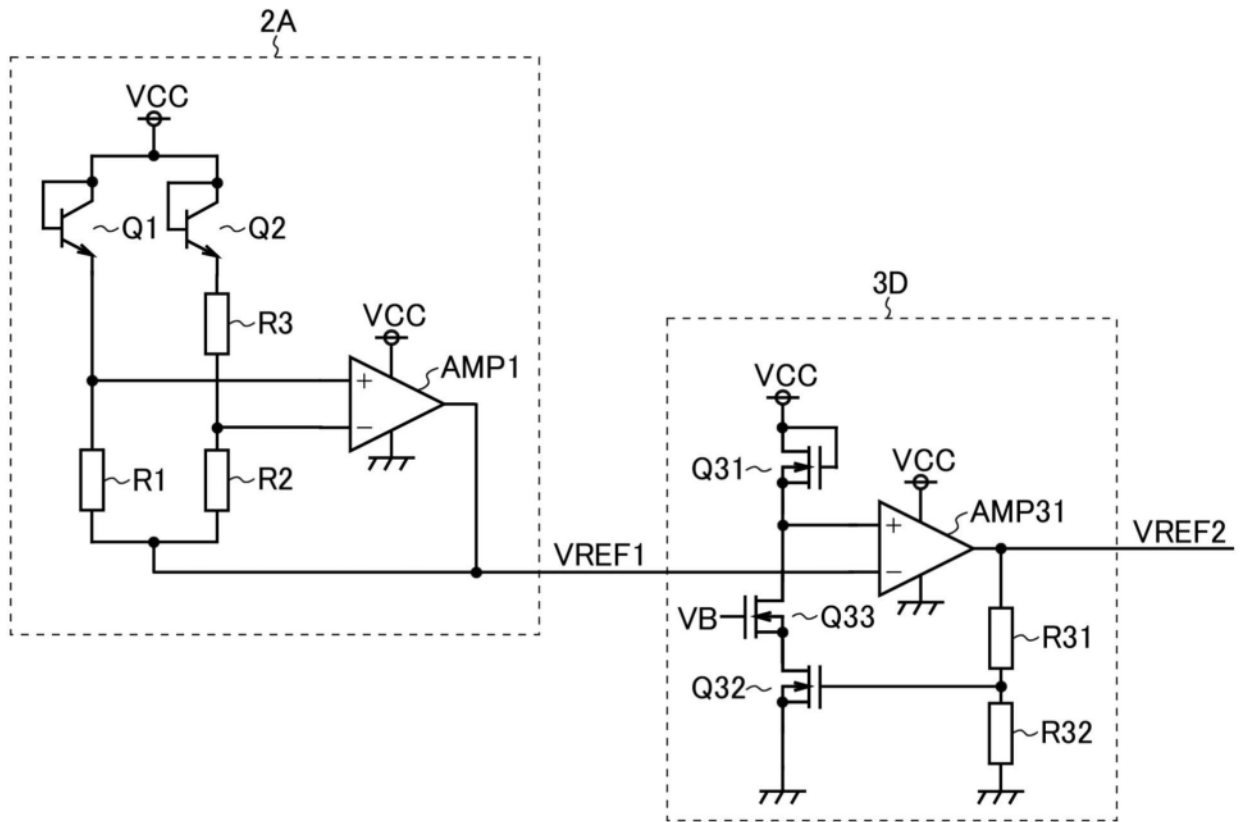 2A
VCC
Q1
Q2
R3
VCC
+
−
AMP1
R1
R2
VREF1
3D
VCC
Q31
VCC
+
−
AMP31
VREF2
VB
Q33
Q32
R31
R32